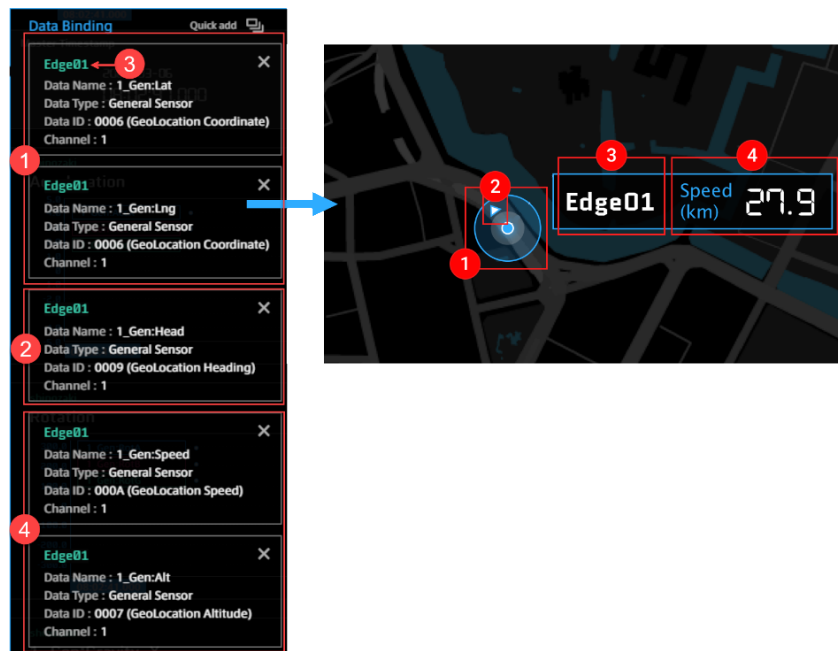 Data Binding
Quick add
Edge01
3
Data Name : 1_Gen:Lat
Data Type : General Sensor
Data ID : 0006 (GeoLocation Coordinate)
Channel : 1
1
Edge01
Data Name : 1_Gen:Lng
Data Type : General Sensor
Data ID : 0006 (GeoLocation Coordinate)
Channel : 1
Edge01
Data Name : 1_Gen:Head
2
Data Type : General Sensor
Data ID : 0009 (GeoLocation Heading)
Channel : 1
Rotation
Edge01
Data Name : 1_Gen:Speed
Data Type : General Sensor
Data ID : 000A (GeoLocation Speed)
Channel : 1
4
Edge01
Data Name : 1_Gen:Alt
Data Type : General Sensor
Data ID : 0007 (GeoLocation Altitude)
Channel : 1
3
4
2
1
Edge01
Speed
(km)
27.9